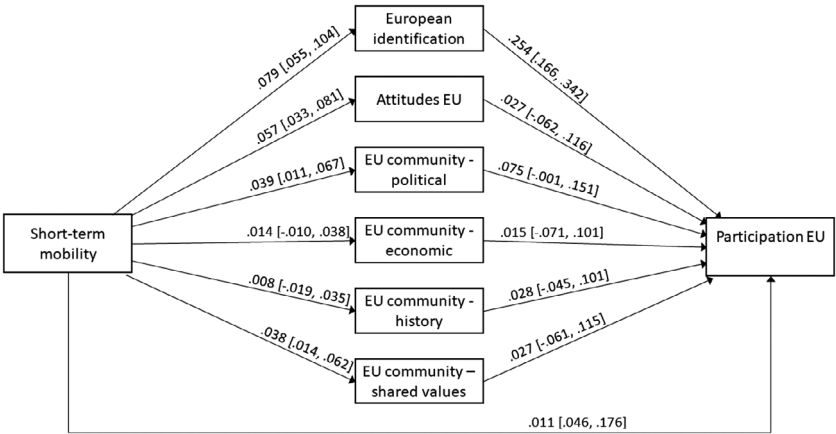 European
identification
.079 [.055, .104)
.254 [.166, .342]
Attitudes EU
.057 [.033, .081]
.027 [-.062, .116]
EU community -
political
.039 [.011, .067]
.075 [-.001, .151]
Short-term
mobility
.014 [-.010, .038]
EU community -
economic
.015 [-.071, .101]
Participation EU
.008 [-.019, .035]
EU community -
history
.028 [-.045, .101]
.038 [.014, .062]
EU community –
shared values
.027 [-.061, .115]
.011 [.046, .176]